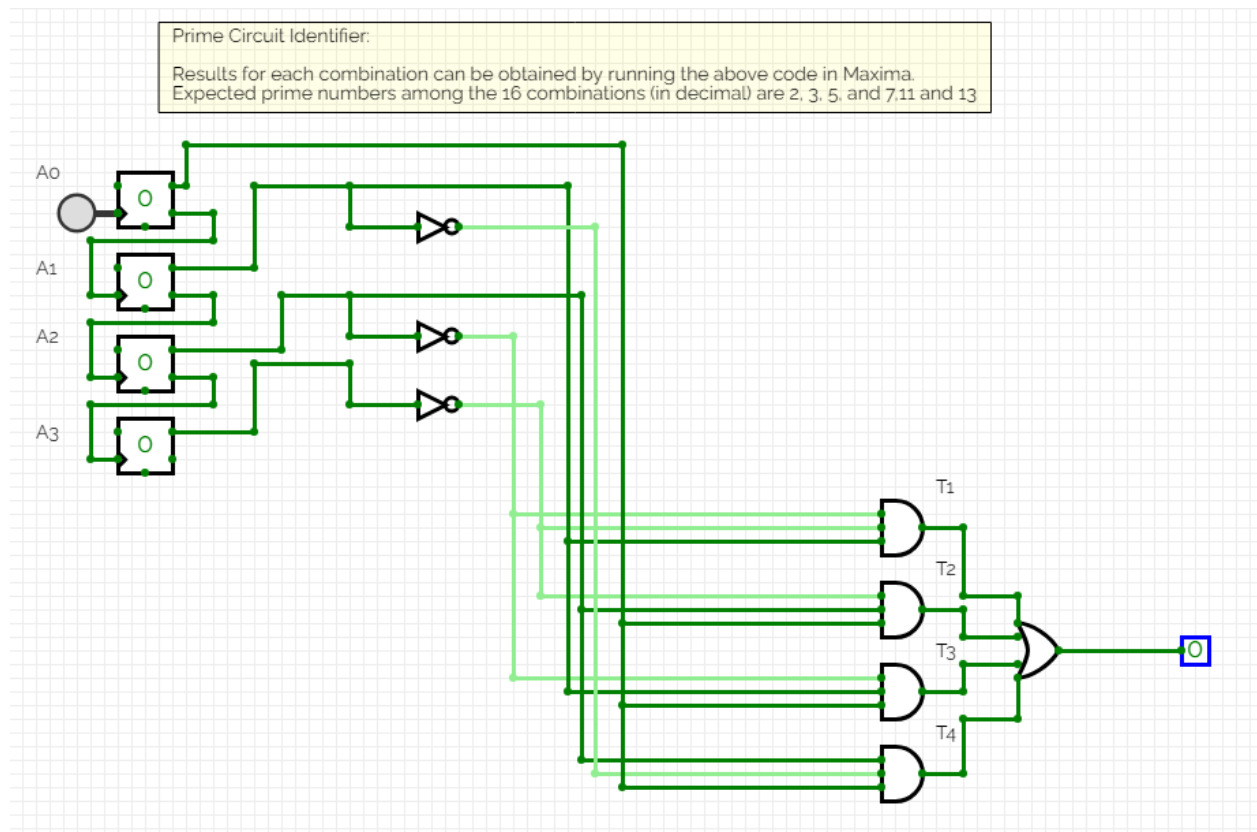 Prime Circuit Identifier:
Results for each combination can be obtained by running the above code in Maxima.
Expected prime numbers among the 16 combinations (in decimal) are 2, 3, 5, and 7,11 and 13
A0
0
A1
0
A2
0
A3
0
T1
T2
T3
0
T4